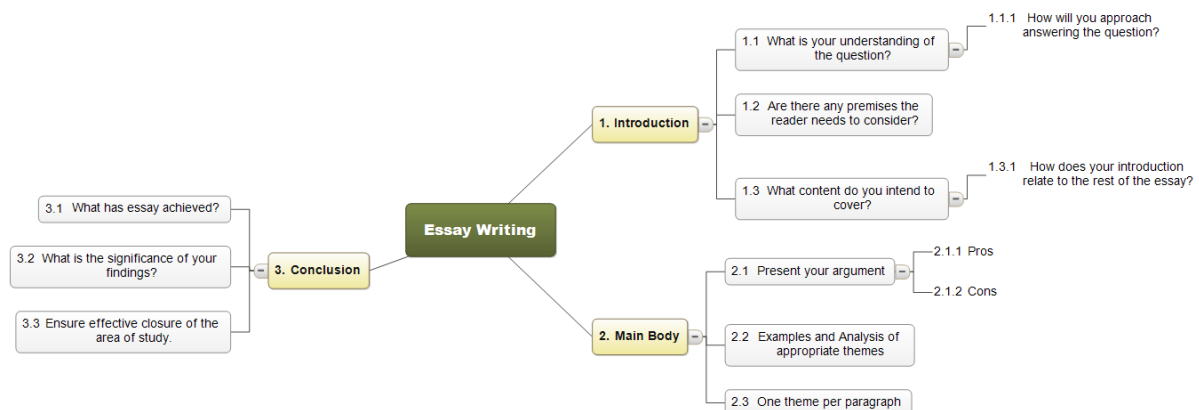 Essay Writing
1. Introduction
1.1 What is your understanding of
the question?
1.1.1 How will you approach
answering the question?
1.2 Are there any premises the
reader needs to consider?
1.3 What content do you intend to
cover?
1.3.1 How does your introduction
relate to the rest of the essay?
2. Main Body
2.1 Present your argument
2.1.1 Pros
2.1.2 Cons
2.2 Examples and Analysis of
appropriate themes
2.3 One theme per paragraph
3. Conclusion
3.1 What has essay achieved?
3.2 What is the significance of your
findings?
3.3 Ensure effective closure of the
area of study.